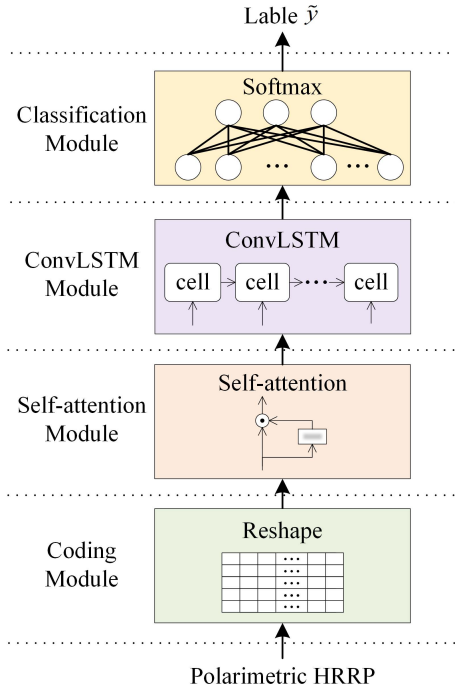 Lable ỹ
Classification
Module
Softmax
ConvLSTM
Module
ConvLSTM
cell
cell
cell
Self-attention
Module
Self-attention
Coding
Module
Reshape
Polarimetric HRRP